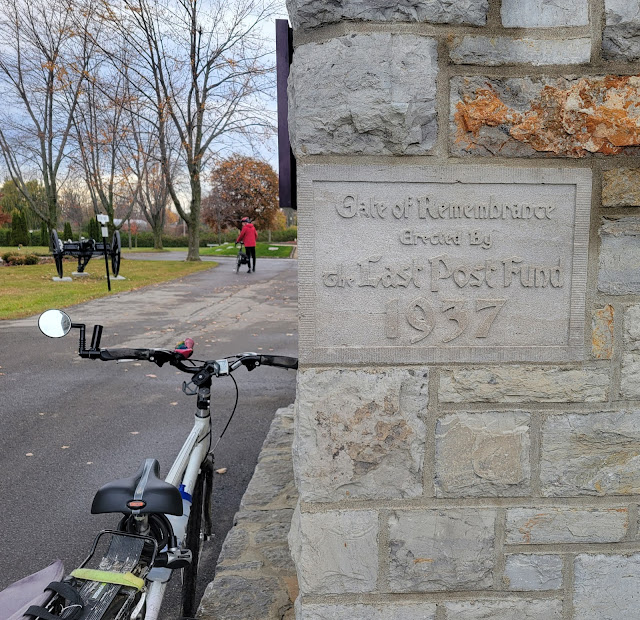 Gate of Remembrance
Erected By
The Last Post Fund
1937